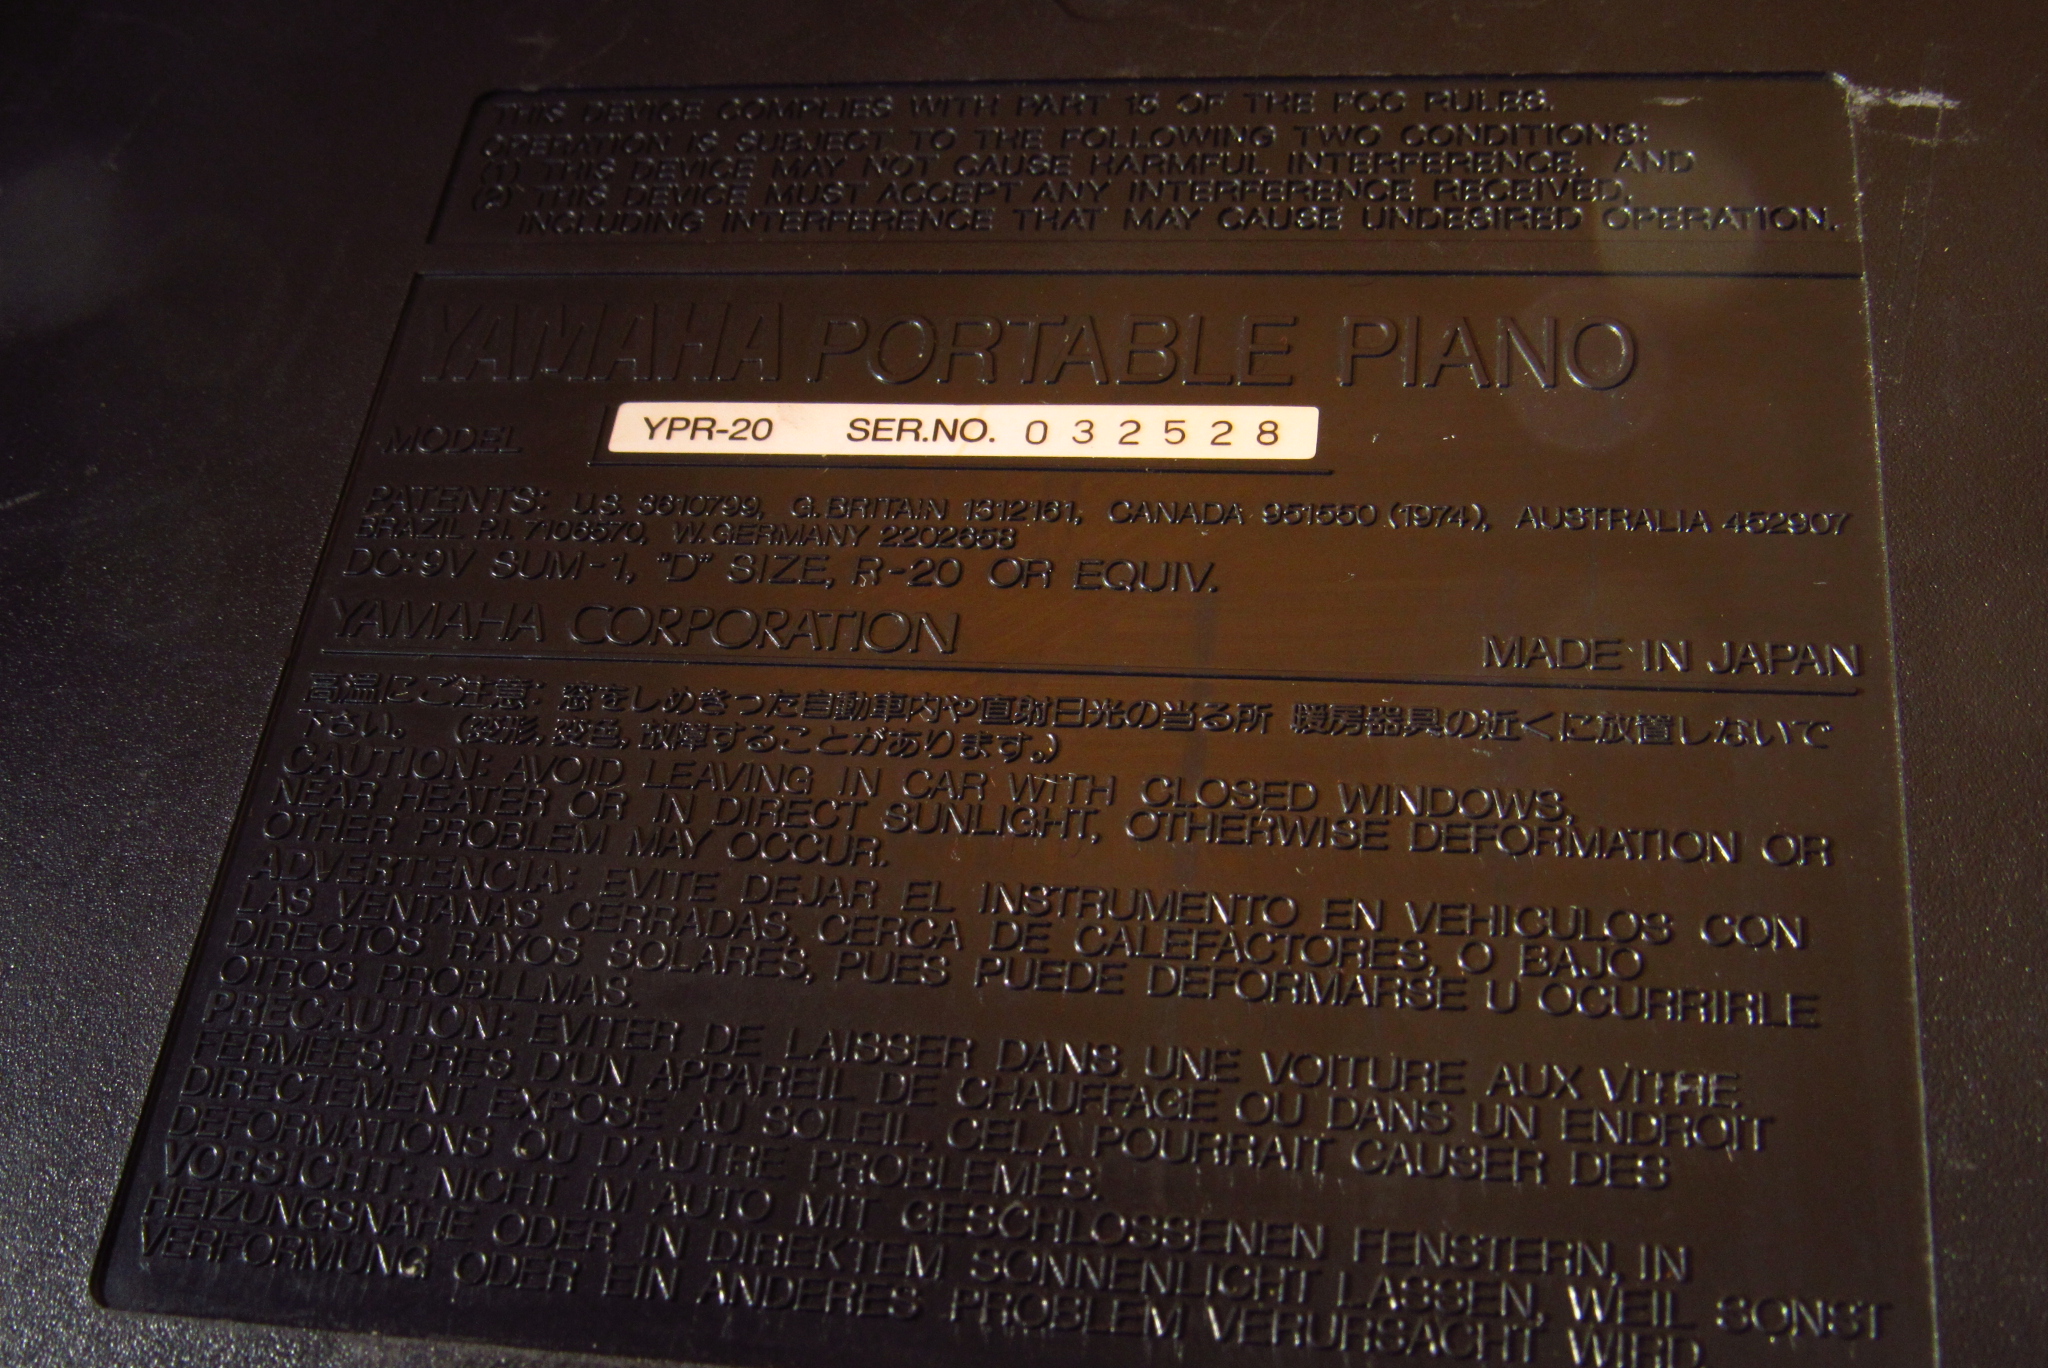 THIS DEVICE COMPLIES WITH PART 15 OF THE FCC RULES.
OPERATION IS SUBJECT TO THE FOLLOWING TWO CONDITIONS:
(1) THIS DEVICE MAY NOT CAUSE HARMFUL INTERFERENCE, AND
(2) THIS DEVICE MUST ACCEPT ANY INTERFERENCE RECEIVED,
INCLUDING INTERFERENCE THAT MAY CAUSE UNDESIRED OPERATION.
YAMAHA PORTABLE PIANO
MODEL YPR-20 SER.NO. 032528
PATENTS: U.S. 3610799, G.BRITAIN 1312161, CANADA 951550 (1974), AUSTRALIA 452907
BRAZIL P.I. 7106570, W.GERMANY 2202658
DC:9V SUM-1, "D" SIZE, R-20 OR EQUIV.
YAMAHA CORPORATION MADE IN JAPAN
高温にご注意: 窓をしめきった自動車内や直射日光の当る所 暖房器具の近くに放置しないで
下さい。 (変形, 変色, 故障することがあります。)
CAUTION: AVOID LEAVING IN CAR WITH CLOSED WINDOWS,
NEAR HEATER OR IN DIRECT SUNLIGHT, OTHERWISE DEFORMATION OR
OTHER PROBLEM MAY OCCUR.
ADVERTENCIA: EVITE DEJAR EL INSTRUMENTO EN VEHICULOS CON
LAS VENTANAS CERRADAS, CERCA DE CALEFACTORES, O BAJO
DIRECTOS RAYOS SOLARES, PUES PUEDE DEFORMARSE U OCURRIRLE
OTROS PROBLLMAS.
PRECAUTION: EVITER DE LAISSER DANS UNE VOITURE AUX VITRE
FERMEES, PRES D'UN APPAREIL DE CHAUFFAGE OU DANS UN ENDROIT
DIRECTEMENT EXPOSE AU SOLEIL, CELA POURRAIT CAUSER DES
DEFORMATIONS OU D'AUTRE PROBLEMES.
VORSICHT: NICHT IM AUTO MIT GESCHLOSSENEN FENSTERN, IN
HEIZUNGSNÄHE ODER IN DIREKTEM SONNENLICHT LASSEN, WEIL SONST
VERFORMUNG ODER EIN ANDERES PROBLEM VERURSACHT WIRD.